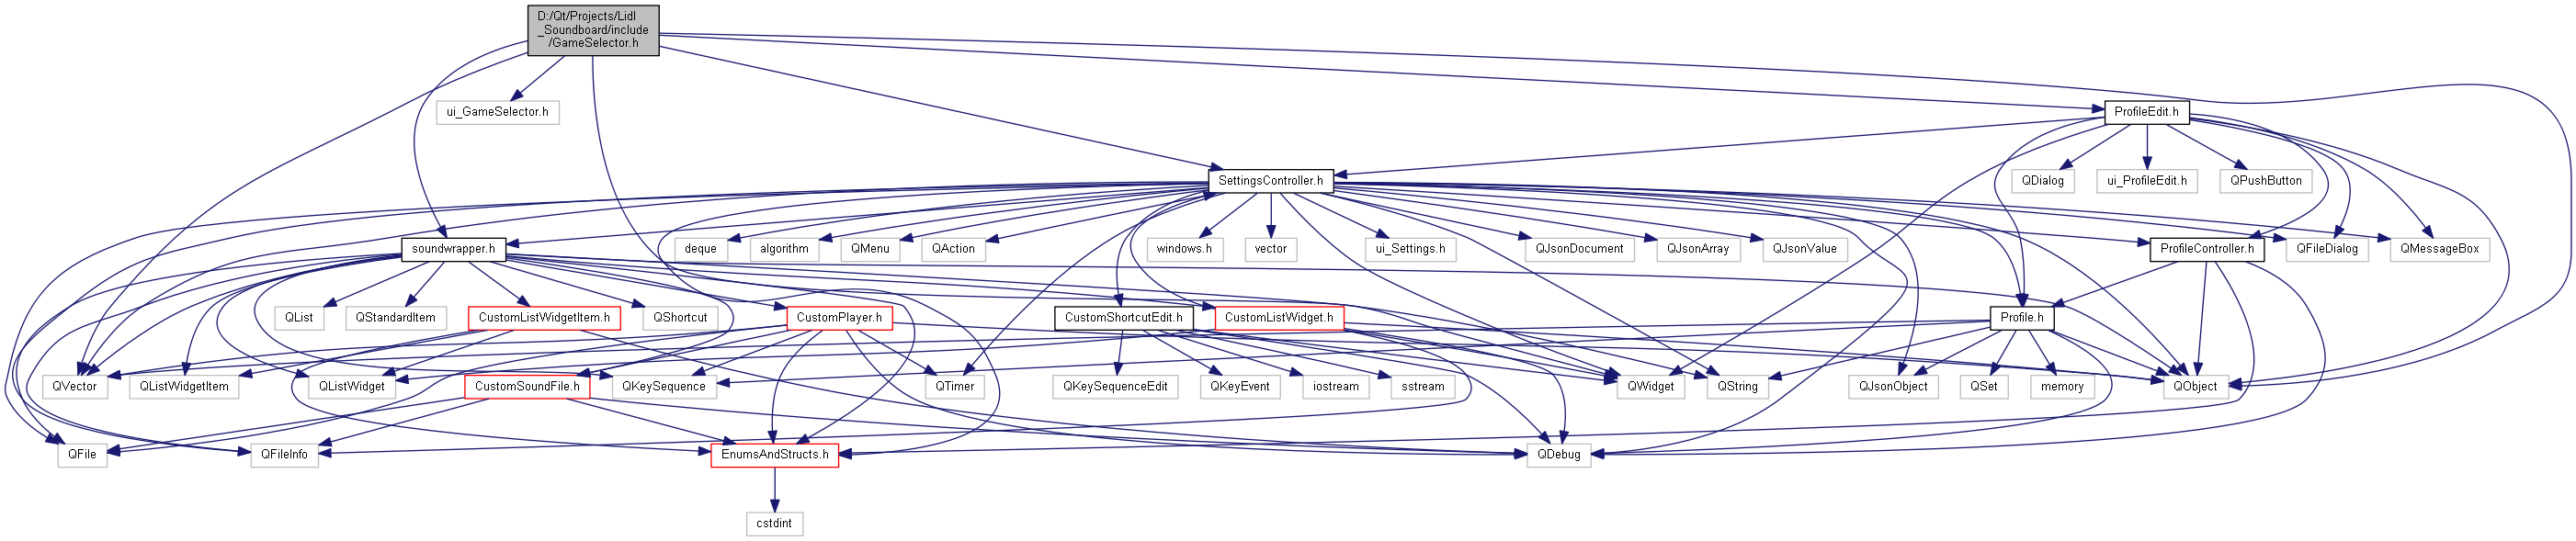 D:/Qt/Projects/Lidl
_Soundboard/include
/GameSelector.h
ui_GameSelector.h
ProfileEdit.h
SettingsController.h
QDialog
ui_ProfileEdit.h
QPushButton
soundwrapper.h
deque
algorithm
QMenu
QAction
windows.h
vector
ui_Settings.h
QJsonDocument
QJsonArray
QJsonValue
ProfileController.h
QFileDialog
QMessageBox
QList
QStandardItem
CustomListWidgetItem.h
QShortcut
CustomPlayer.h
CustomShortcutEdit.h
CustomListWidget.h
Profile.h
QVector
QListWidgetItem
QListWidget
CustomSoundFile.h
QKeySequence
QTimer
QKeySequenceEdit
QKeyEvent
iostream
sstream
QWidget
QString
QJsonObject
QSet
memory
QObject
QFile
QFileInfo
EnumsAndStructs.h
QDebug
cstdint